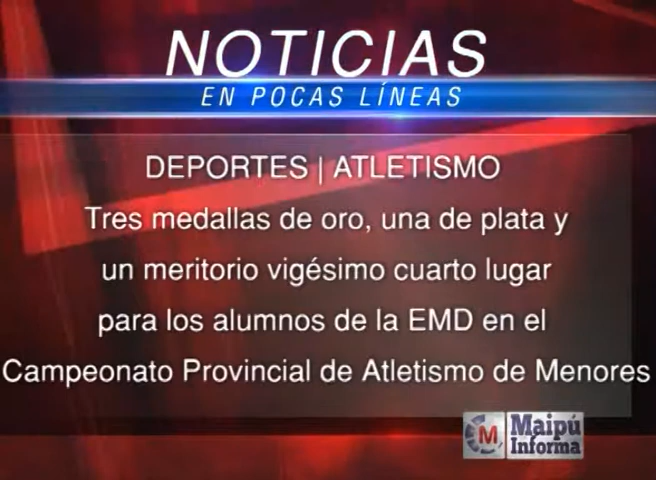 NOTICIAS
EN POCAS LÍNEAS
DEPORTES | ATLETISMO
Tres medallas de oro, una de plata y
un meritorio vigésimo cuarto lugar
para los alumnos de la EMD en el
Campeonato Provincial de Atletismo de Menores
M Maipú
Informa